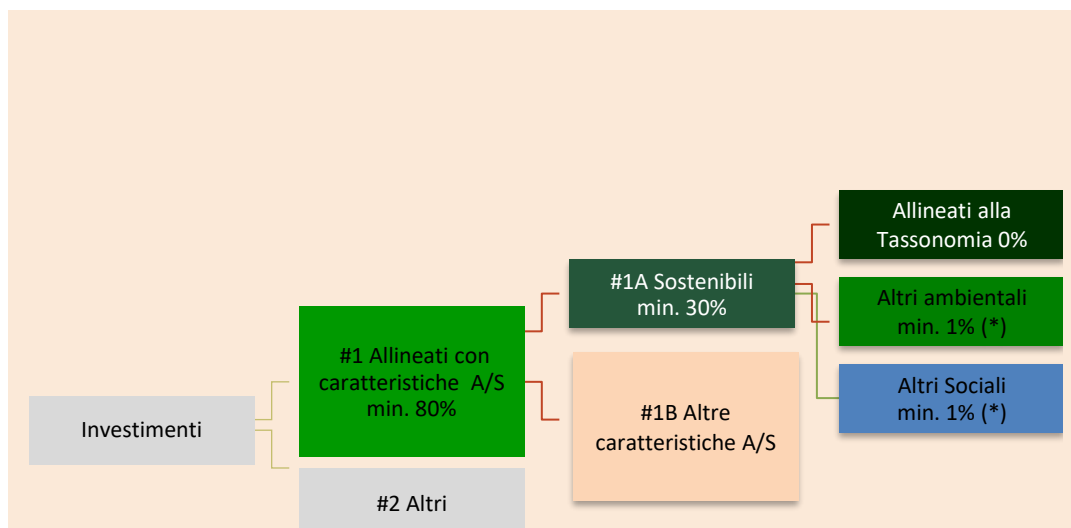 Investimenti
#1 Allineati con
caratteristiche A/S
min. 80%
#2 Altri
#1A Sostenibili
min. 30%
#1B Altre
caratteristiche A/S
Allineati alla
Tassonomia 0%
Altri ambientali
min. 1% (*)
Altri Sociali
min. 1% (*)